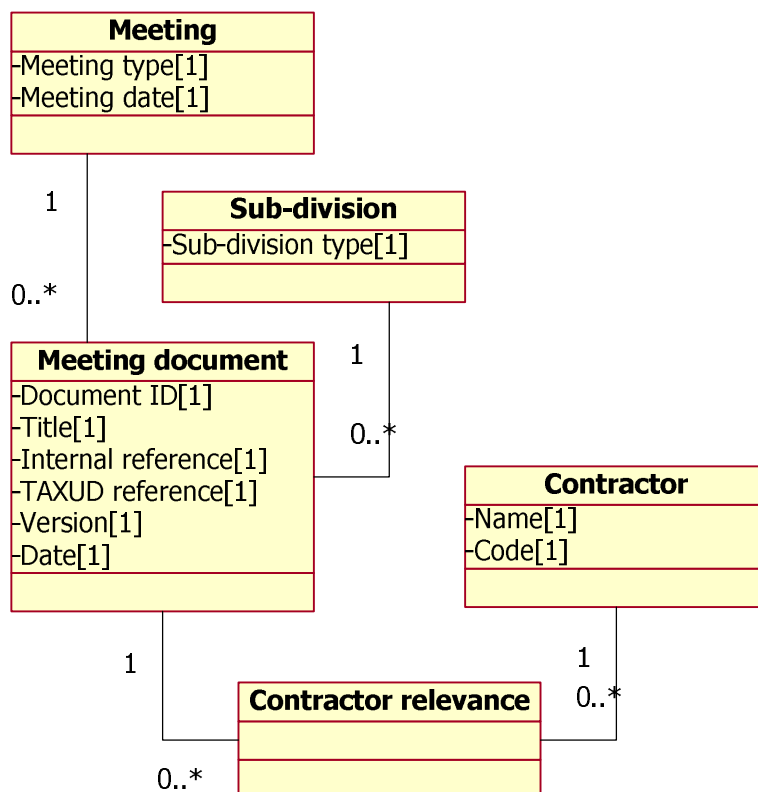 Meeting
-Meeting type[1]
-Meeting date[1]
1
0..*
Sub-division
-Sub-division type[1]
1
0..*
Meeting document
-Document ID[1]
-Title[1]
-Internal reference[1]
-TAXUD reference[1]
-Version[1]
-Date[1]
Contractor
-Name[1]
-Code[1]
1
0..*
1
0..*
Contractor relevance